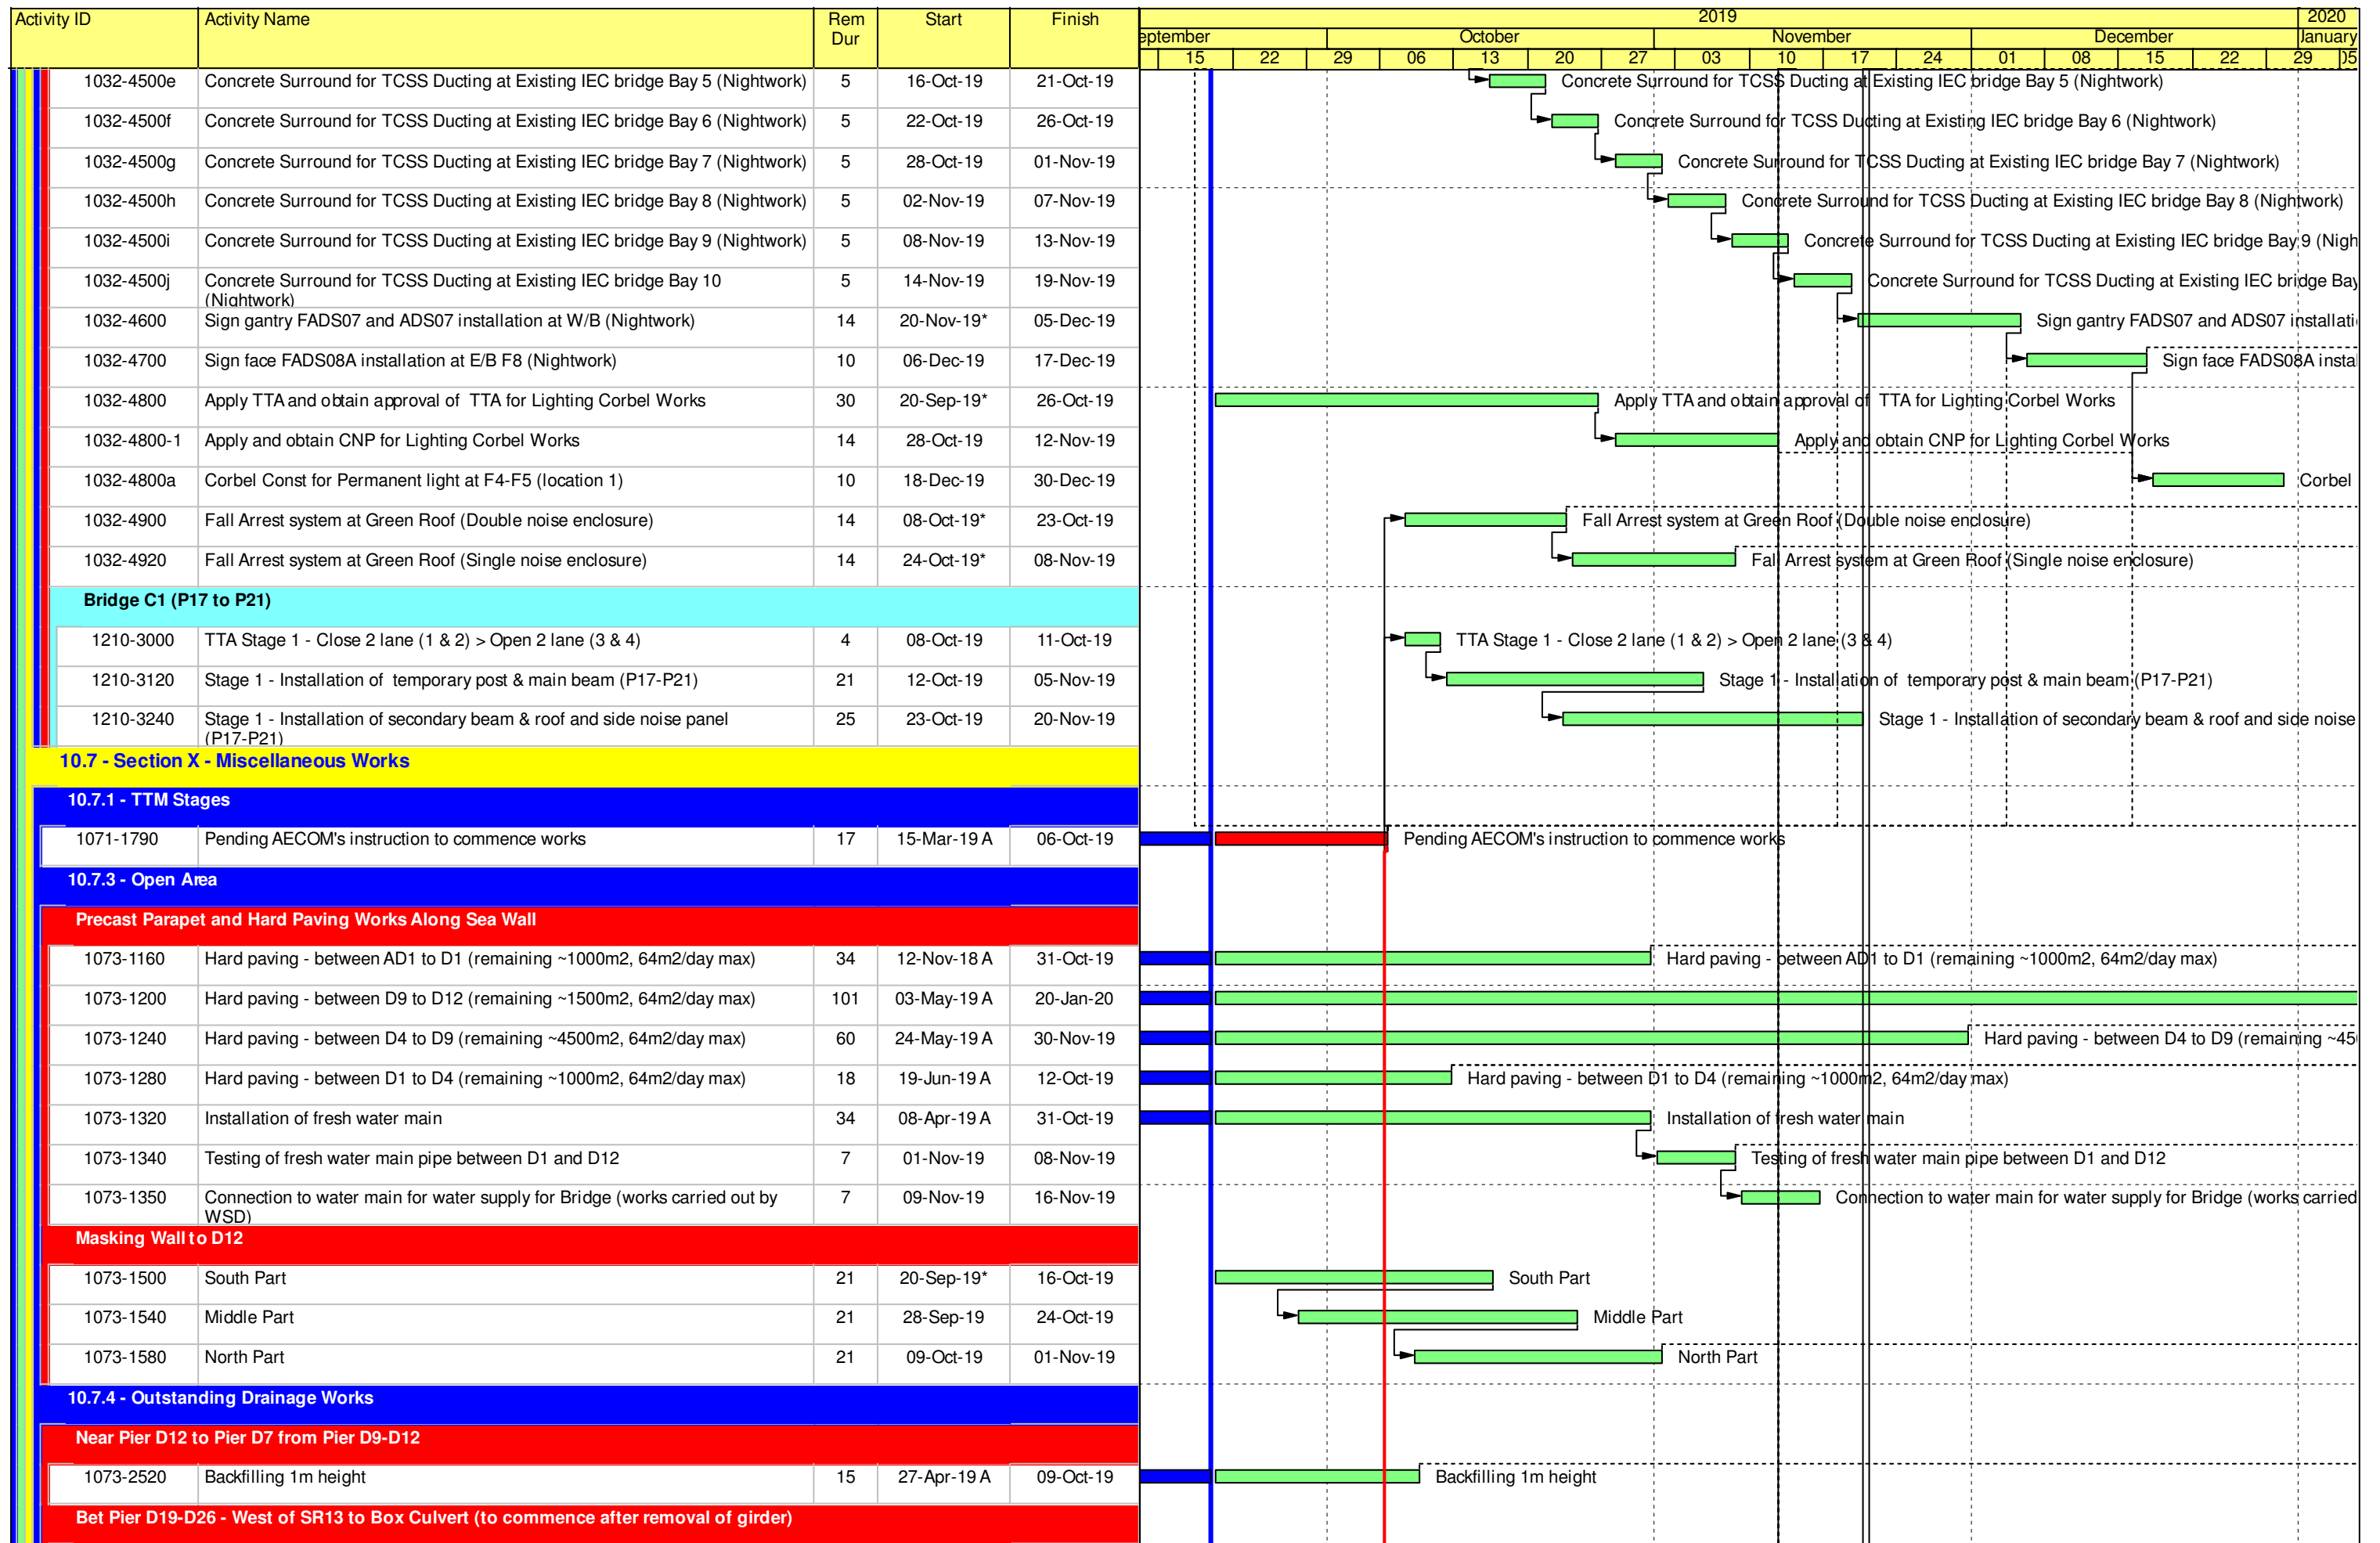 Activity ID Activity Name Rem Dur Start Finish 2019 2020
eptember October November December January
15 22 29 06 13 20 27 03 10 17 24 01 08 15 22 29 05
1032-4500e Concrete Surround for TCSS Ducting at Existing IEC bridge Bay 5 (Nightwork) 5 16-Oct-19 21-Oct-19 Concrete Surround for TCSS Ducting at Existing IEC bridge Bay 5 (Nightwork)
1032-4500f Concrete Surround for TCSS Ducting at Existing IEC bridge Bay 6 (Nightwork) 5 22-Oct-19 26-Oct-19 Concrete Surround for TCSS Ducting at Existing IEC bridge Bay 6 (Nightwork)
1032-4500g Concrete Surround for TCSS Ducting at Existing IEC bridge Bay 7 (Nightwork) 5 28-Oct-19 01-Nov-19 Concrete Surround for TCSS Ducting at Existing IEC bridge Bay 7 (Nightwork)
1032-4500h Concrete Surround for TCSS Ducting at Existing IEC bridge Bay 8 (Nightwork) 5 02-Nov-19 07-Nov-19 Concrete Surround for TCSS Ducting at Existing IEC bridge Bay 8 (Nightwork)
1032-4500i Concrete Surround for TCSS Ducting at Existing IEC bridge Bay 9 (Nightwork) 5 08-Nov-19 13-Nov-19 Concrete Surround for TCSS Ducting at Existing IEC bridge Bay 9 (Nigh
1032-4500j Concrete Surround for TCSS Ducting at Existing IEC bridge Bay 10 5 14-Nov-19 19-Nov-19 Concrete Surround for TCSS Ducting at Existing IEC bridge Bay
(Nightwork)
1032-4600 Sign gantry FADS07 and ADS07 installation at W/B (Nightwork) 14 20-Nov-19* 05-Dec-19 Sign gantry FADS07 and ADS07 installati
1032-4700 Sign face FADS08A installation at E/B F8 (Nightwork) 10 06-Dec-19 17-Dec-19 Sign face FADS08A instal
1032-4800 Apply TTA and obtain approval of TTA for Lighting Corbel Works 30 20-Sep-19* 26-Oct-19 Apply TTA and obtain approval of TTA for Lighting Corbel Works
1032-4800-1 Apply and obtain CNP for Lighting Corbel Works 14 28-Oct-19 12-Nov-19 Apply and obtain CNP for Lighting Corbel Works
1032-4800a Corbel Const for Permanent light at F4-F5 (location 1) 10 18-Dec-19 30-Dec-19 Corbel
1032-4900 Fall Arrest system at Green Roof (Double noise enclosure) 14 08-Oct-19* 23-Oct-19 Fall Arrest system at Green Roof (Double noise enclosure)
1032-4920 Fall Arrest system at Green Roof (Single noise enclosure) 14 24-Oct-19* 08-Nov-19 Fall Arrest system at Green Roof (Single noise enclosure)
Bridge C1 (P17 to P21)
1210-3000 TTA Stage 1 - Close 2 lane (1 & 2) > Open 2 lane (3 & 4) 4 08-Oct-19 11-Oct-19 TTA Stage 1 - Close 2 lane (1 & 2) > Open 2 lane (3 & 4)
1210-3120 Stage 1 - Installation of temporary post & main beam (P17-P21) 21 12-Oct-19 05-Nov-19 Stage 1 - Installation of temporary post & main beam (P17-P21)
1210-3240 Stage 1 - Installation of secondary beam & roof and side noise panel 25 23-Oct-19 20-Nov-19 Stage 1 - Installation of secondary beam & roof and side noise
(P17-P21)
10.7 - Section X - Miscellaneous Works
10.7.1 - TTM Stages
1071-1790 Pending AECOM's instruction to commence works 17 15-Mar-19 A 06-Oct-19 Pending AECOM's instruction to commence works
10.7.3 - Open Area
Precast Parapet and Hard Paving Works Along Sea Wall
1073-1160 Hard paving - between AD1 to D1 (remaining ~1000m2, 64m2/day max) 34 12-Nov-18 A 31-Oct-19 Hard paving - between AD1 to D1 (remaining ~1000m2, 64m2/day max)
1073-1200 Hard paving - between D9 to D12 (remaining ~1500m2, 64m2/day max) 101 03-May-19 A 20-Jan-20
1073-1240 Hard paving - between D4 to D9 (remaining ~4500m2, 64m2/day max) 60 24-May-19 A 30-Nov-19 Hard paving - between D4 to D9 (remaining ~45
1073-1280 Hard paving - between D1 to D4 (remaining ~1000m2, 64m2/day max) 18 19-Jun-19 A 12-Oct-19 Hard paving - between D1 to D4 (remaining ~1000m2, 64m2/day max)
1073-1320 Installation of fresh water main 34 08-Apr-19 A 31-Oct-19 Installation of fresh water main
1073-1340 Testing of fresh water main pipe between D1 and D12 7 01-Nov-19 08-Nov-19 Testing of fresh water main pipe between D1 and D12
1073-1350 Connection to water main for water supply for Bridge (works carried out by 7 09-Nov-19 16-Nov-19 Connection to water main for water supply for Bridge (works carried
WSD)
Masking Wall to D12
1073-1500 South Part 21 20-Sep-19* 16-Oct-19 South Part
1073-1540 Middle Part 21 28-Sep-19 24-Oct-19 Middle Part
1073-1580 North Part 21 09-Oct-19 01-Nov-19 North Part
10.7.4 - Outstanding Drainage Works
Near Pier D12 to Pier D7 from Pier D9-D12
1073-2520 Backfilling 1m height 15 27-Apr-19 A 09-Oct-19 Backfilling 1m height
Bet Pier D19-D26 - West of SR13 to Box Culvert (to commence after removal of girder)